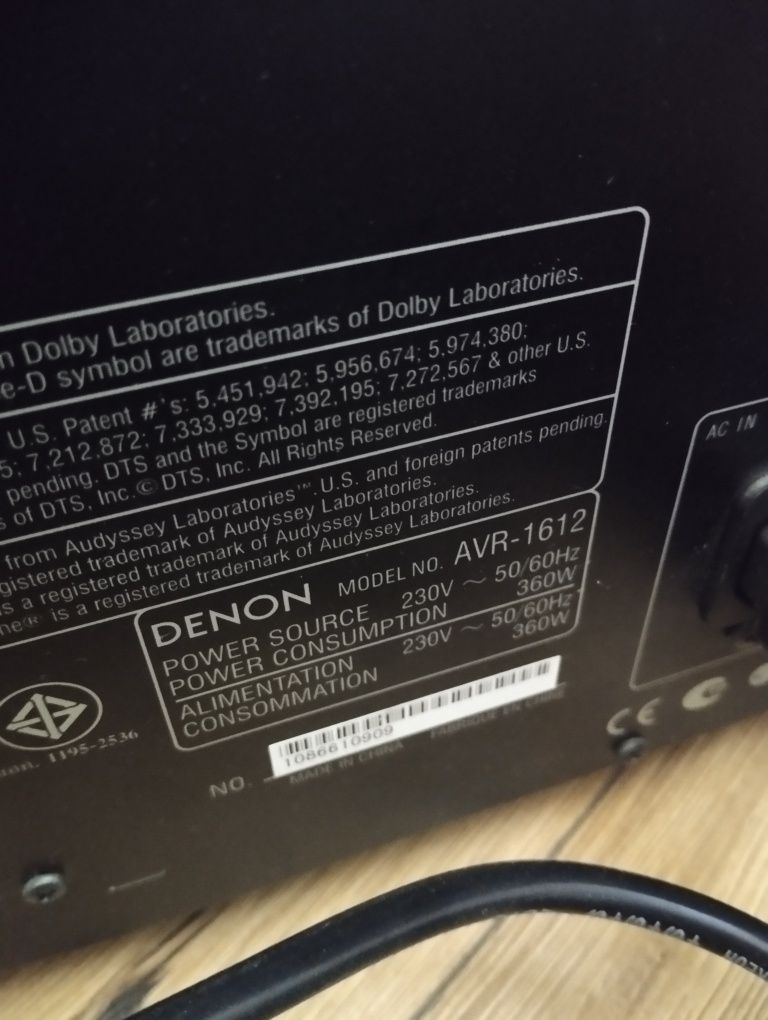 n Dolby Laboratories.
e-D symbol are trademarks of Dolby Laboratories.
U.S. Patent #'s: 5,451,942; 5,956,674; 5,974,380;
5; 7,212,872; 7,333,929; 7,392,195; 7,272,567 & other U.S.
pending. DTS and the Symbol are registered trademarks
s of DTS, Inc. © DTS, Inc. All Rights Reserved.
from Audyssey Laboratories™. U.S. and foreign patents pending.
gistered trademark of Audyssey Laboratories.
s a registered trademark of Audyssey Laboratories.
me® is a registered trademark of Audyssey Laboratories.
AC IN
DENON MODEL NO. AVR-1612
POWER SOURCE 230V ~ 50/60Hz
POWER CONSUMPTION 360W
ALIMENTATION 230V ~ 50/60Hz
CONSOMMATION 360W
1195-2536
NO. 1086610909
MADE IN CHINA FABRIQUE EN CHINE
CE